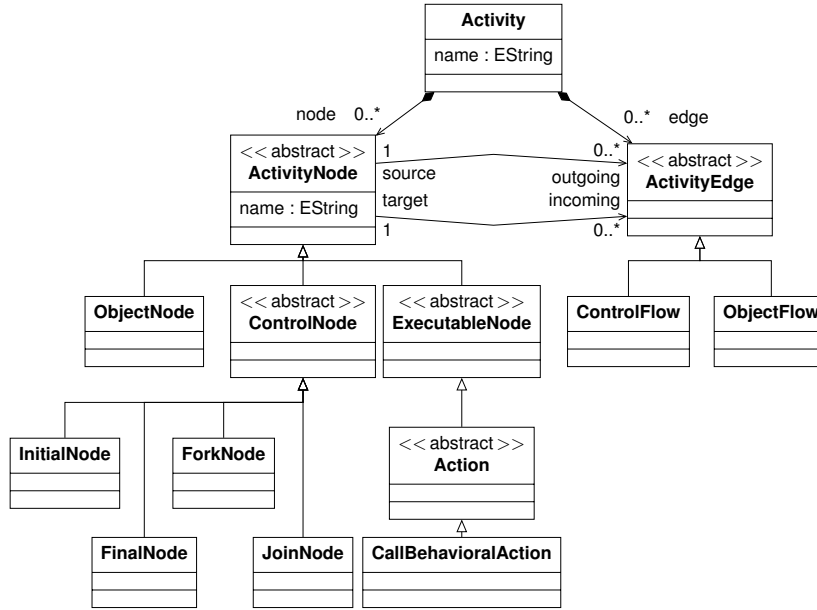 Activity
name : EString
node 0..*
0..* edge
<< abstract >>
ActivityNode
name : EString
1
source
target
1
0..*
outgoing
incoming
0..*
<< abstract >>
ActivityEdge
ObjectNode
<< abstract >>
ControlNode
<< abstract >>
ExecutableNode
ControlFlow
ObjectFlow
InitialNode
ForkNode
<< abstract >>
Action
FinalNode
JoinNode
CallBehavioralAction